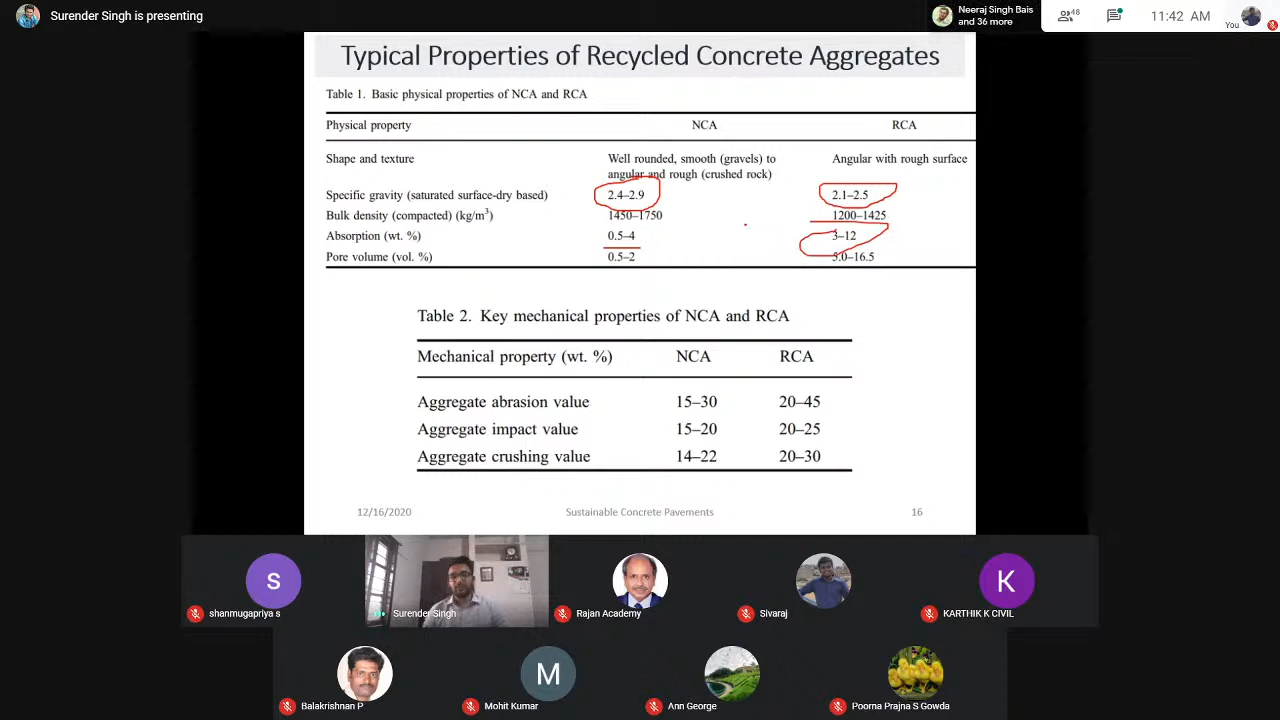 Surender Singh is presenting
Neeraj Singh Bais
and 36 more
48
11:42 AM
You
Typical Properties of Recycled Concrete Aggregates
Table 1. Basic physical properties of NCA and RCA
Physical property NCA RCA
Shape and texture Well rounded, smooth (gravels) to Angular with rough surface
angular and rough (crushed rock)
Specific gravity (saturated surface-dry based) 2.4–2.9 2.1–2.5
Bulk density (compacted) (kg/m³) 1450–1750 1200–1425
Absorption (wt. %) 0.5–4 3–12
Pore volume (vol. %) 0.5–2 5.0–16.5
Table 2. Key mechanical properties of NCA and RCA
Mechanical property (wt. %) NCA RCA
Aggregate abrasion value 15–30 20–45
Aggregate impact value 15–20 20–25
Aggregate crushing value 14–22 20–30
12/16/2020 Sustainable Concrete Pavements 16
s
K
shanmugapriya s
Surender Singh
Rajan Academy
Sivaraj
KARTHIK K CIVIL
M
Balakrishnan P
Mohit Kumar
Ann George
Poorna Prajna S Gowda